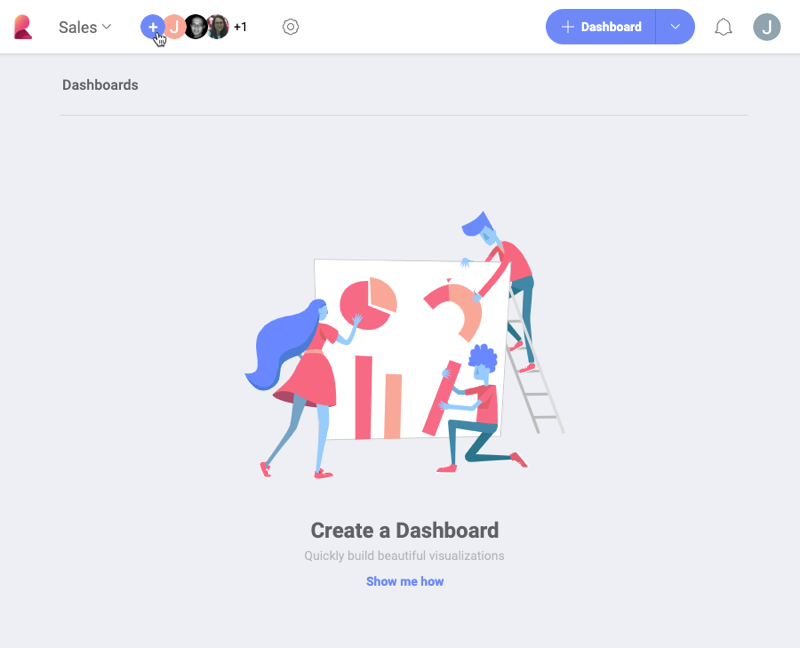 Sales
J
+1
+ Dashboard
J
Dashboards
Create a Dashboard
Quickly build beautiful visualizations
Show me how